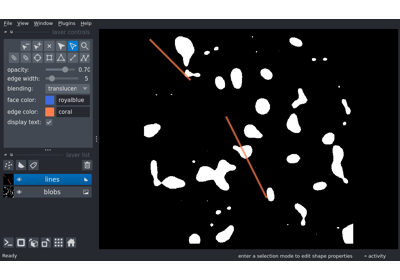 File View Window Plugins Help
layer controls
opacity: 0.70
edge width: 5
blending: translucen
face color: royalblue
edge color: coral
display text:
layer list
lines
blobs
Ready enter a selection mode to edit shape properties activity